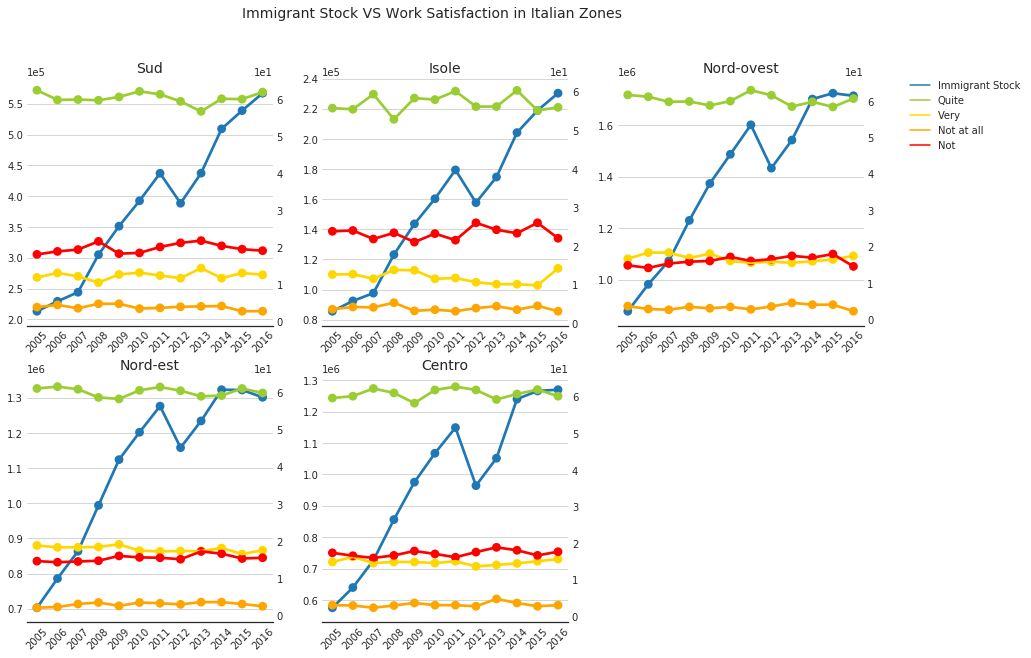 Immigrant Stock VS Work Satisfaction in Italian Zones
Sud
1e5
1e1
5.5
5.0
4.5
4.0
3.5
3.0
2.5
2.0
6
5
4
3
2
1
0
2005 2006 2007 2008 2009 2010 2011 2012 2013 2014 2015 2016
Isole
1e5
1e1
2.4
2.2
2.0
1.8
1.6
1.4
1.2
1.0
0.8
6
5
4
3
2
1
0
2005 2006 2007 2008 2009 2010 2011 2012 2013 2014 2015 2016
Nord-ovest
1e6
1e1
1.6
1.4
1.2
1.0
6
5
4
3
2
1
0
2005 2006 2007 2008 2009 2010 2011 2012 2013 2014 2015 2016
Immigrant Stock
Quite
Very
Not at all
Not
Nord-est
1e6
1e1
1.3
1.2
1.1
1.0
0.9
0.8
0.7
6
5
4
3
2
1
0
2005 2006 2007 2008 2009 2010 2011 2012 2013 2014 2015 2016
Centro
1e6
1e1
1.3
1.2
1.1
1.0
0.9
0.8
0.7
0.6
6
5
4
3
2
1
0
2005 2006 2007 2008 2009 2010 2011 2012 2013 2014 2015 2016